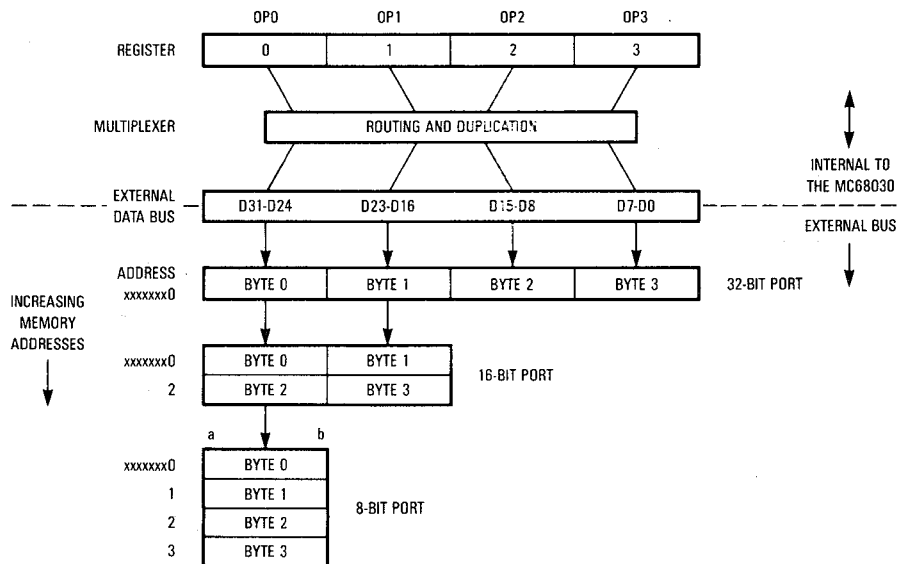 OP0 OP1 OP2 OP3
REGISTER 0 1 2 3
MULTIPLEXER ROUTING AND DUPLICATION
INTERNAL TO
THE MC68030
EXTERNAL
DATA BUS
D31-D24 D23-D16 D15-D8 D7-D0
EXTERNAL BUS
ADDRESS
xxxxxxx0 BYTE 0 BYTE 1 BYTE 2 BYTE 3 32-BIT PORT
INCREASING
MEMORY
ADDRESSES
xxxxxxx0 BYTE 0 BYTE 1
2 BYTE 2 BYTE 3
16-BIT PORT
a b
xxxxxxx0 BYTE 0
1 BYTE 1
2 BYTE 2
3 BYTE 3
8-BIT PORT